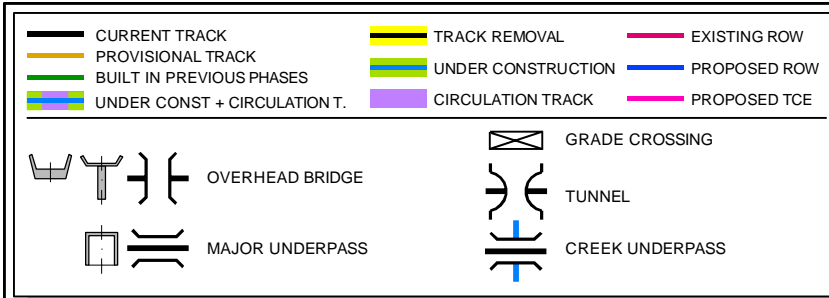 CURRENT TRACK
PROVISIONAL TRACK
BUILT IN PREVIOUS PHASES
UNDER CONST + CIRCULATION T.
TRACK REMOVAL
UNDER CONSTRUCTION
CIRCULATION TRACK
EXISTING ROW
PROPOSED ROW
PROPOSED TCE
OVERHEAD BRIDGE
MAJOR UNDERPASS
GRADE CROSSING
TUNNEL
CREEK UNDERPASS